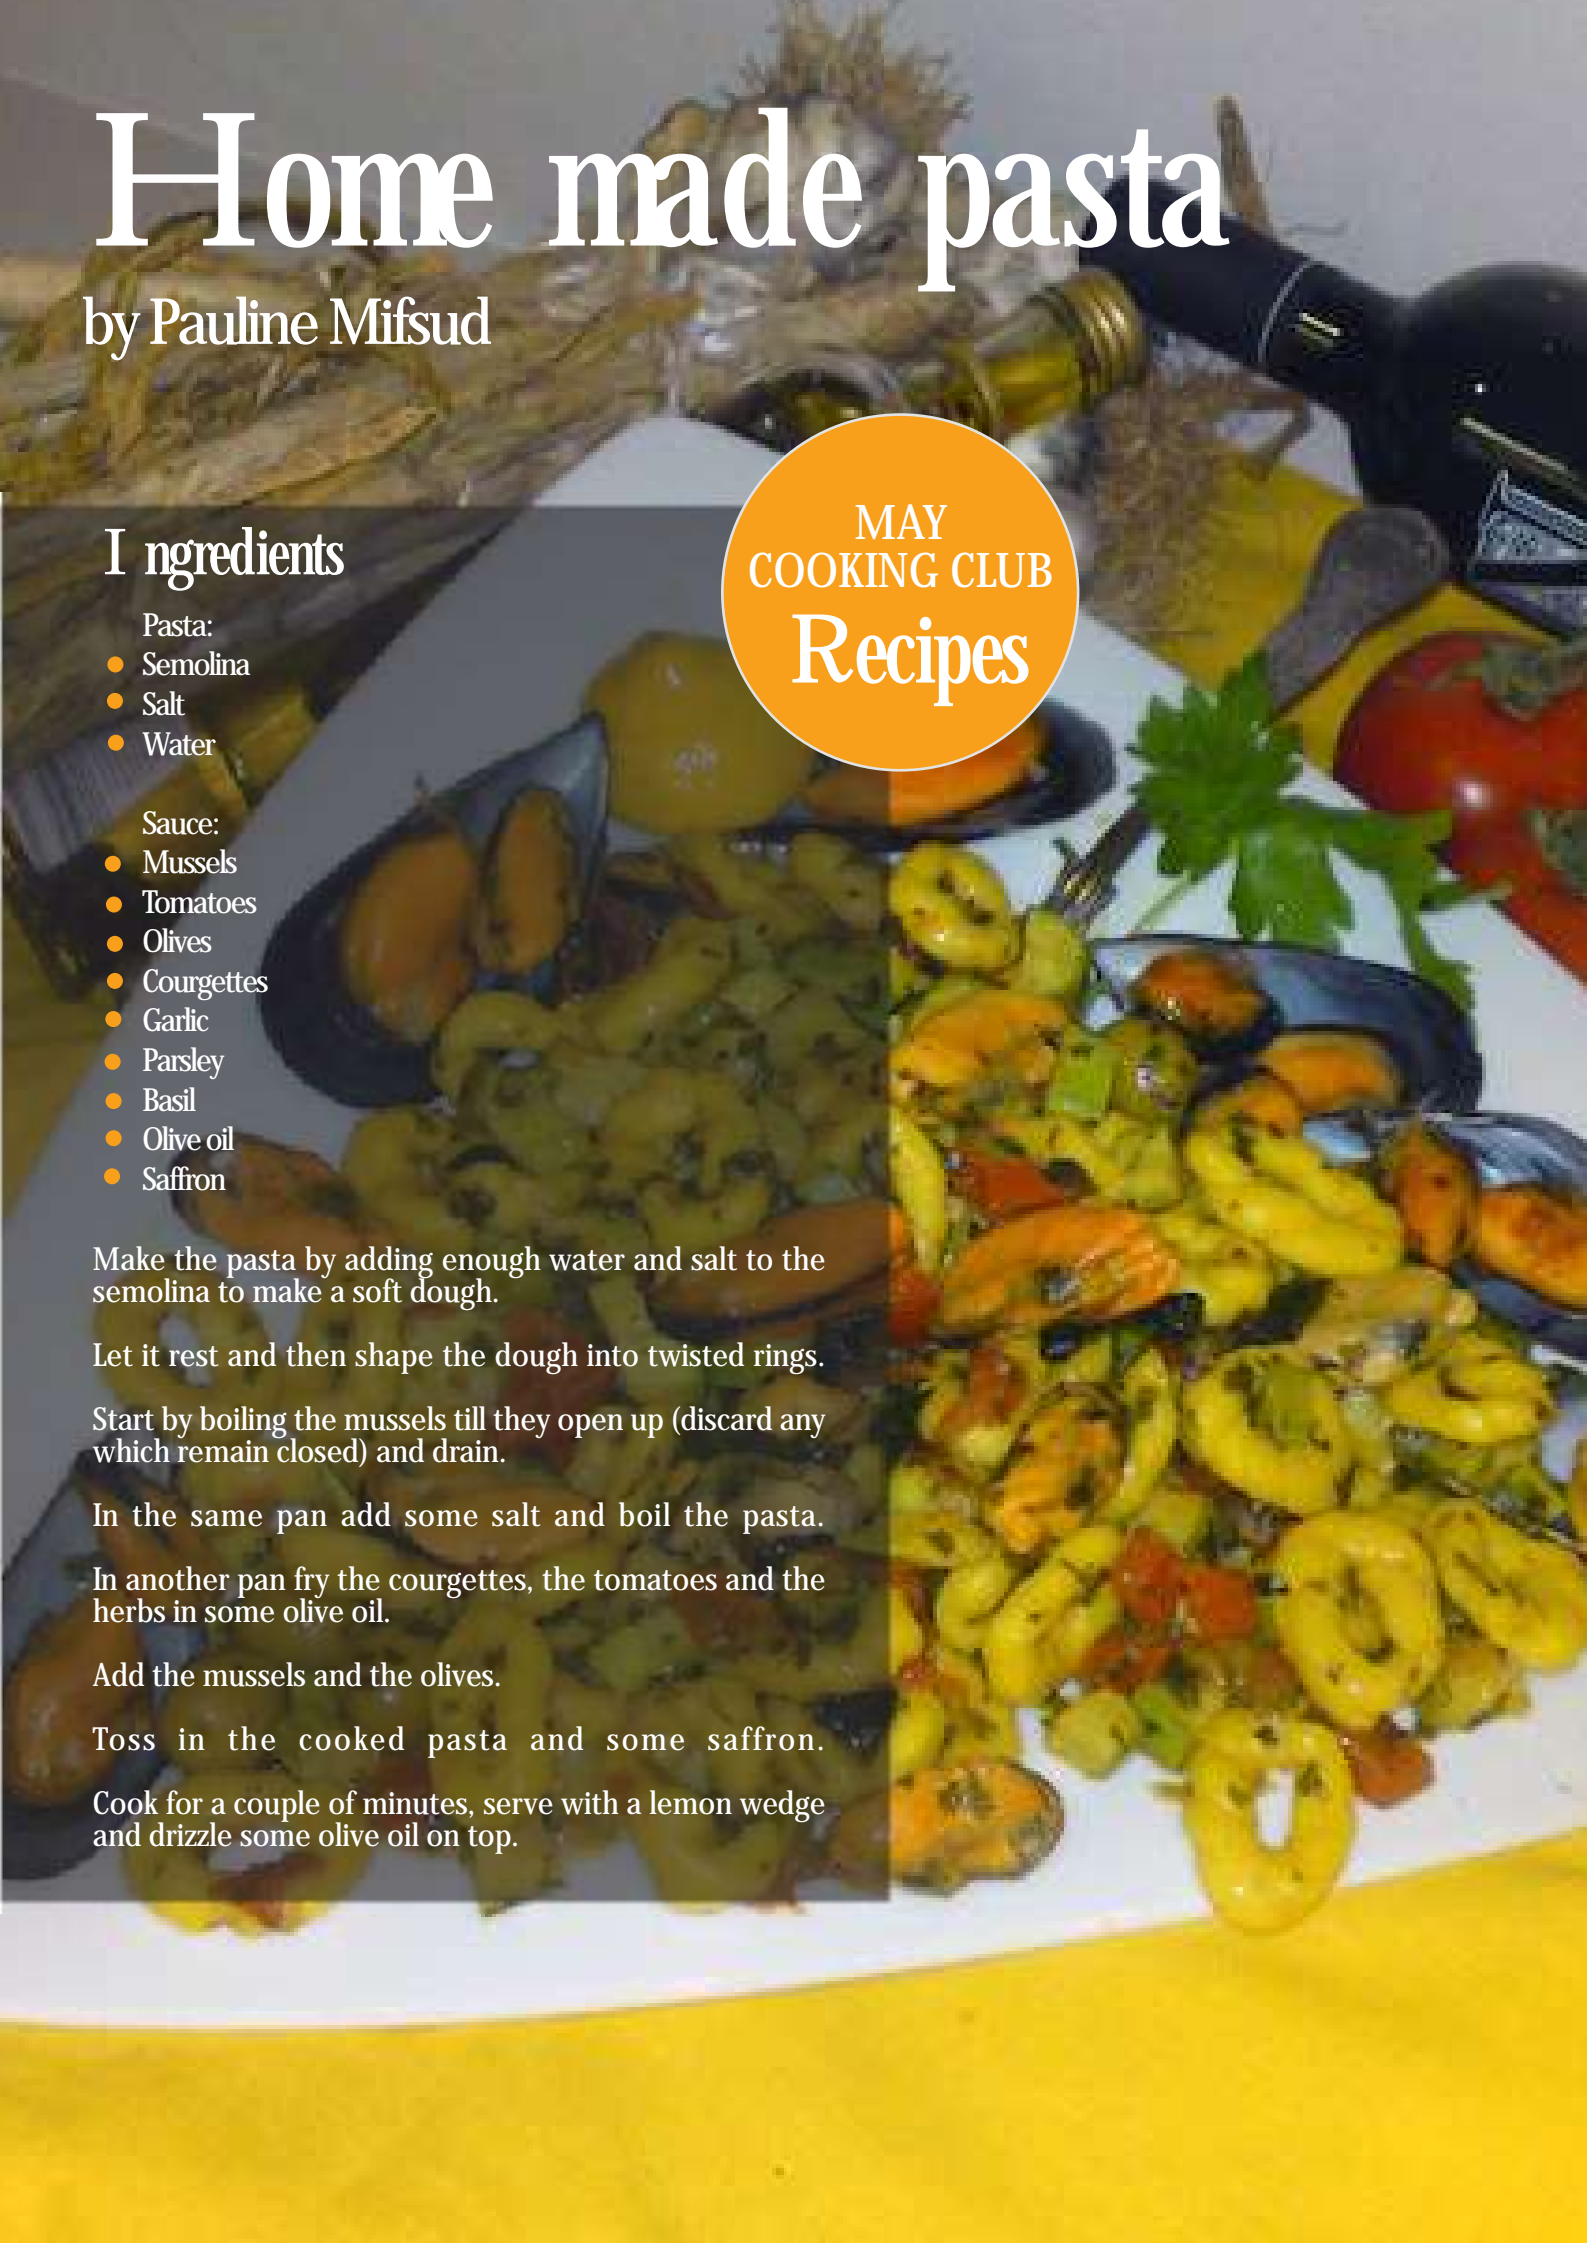 Home made pasta
by Pauline Mifsud
MAY
COOKING CLUB
Recipes
Ingredients
Pasta:
Semolina
Salt
Water
Sauce:
Mussels
Tomatoes
Olives
Courgettes
Garlic
Parsley
Basil
Olive oil
Saffron
Make the pasta by adding enough water and salt to the
semolina to make a soft dough.
Let it rest and then shape the dough into twisted rings.
Start by boiling the mussels till they open up (discard any
which remain closed) and drain.
In the same pan add some salt and boil the pasta.
In another pan fry the courgettes, the tomatoes and the
herbs in some olive oil.
Add the mussels and the olives.
Toss in the cooked pasta and some saffron.
Cook for a couple of minutes, serve with a lemon wedge
and drizzle some olive oil on top.